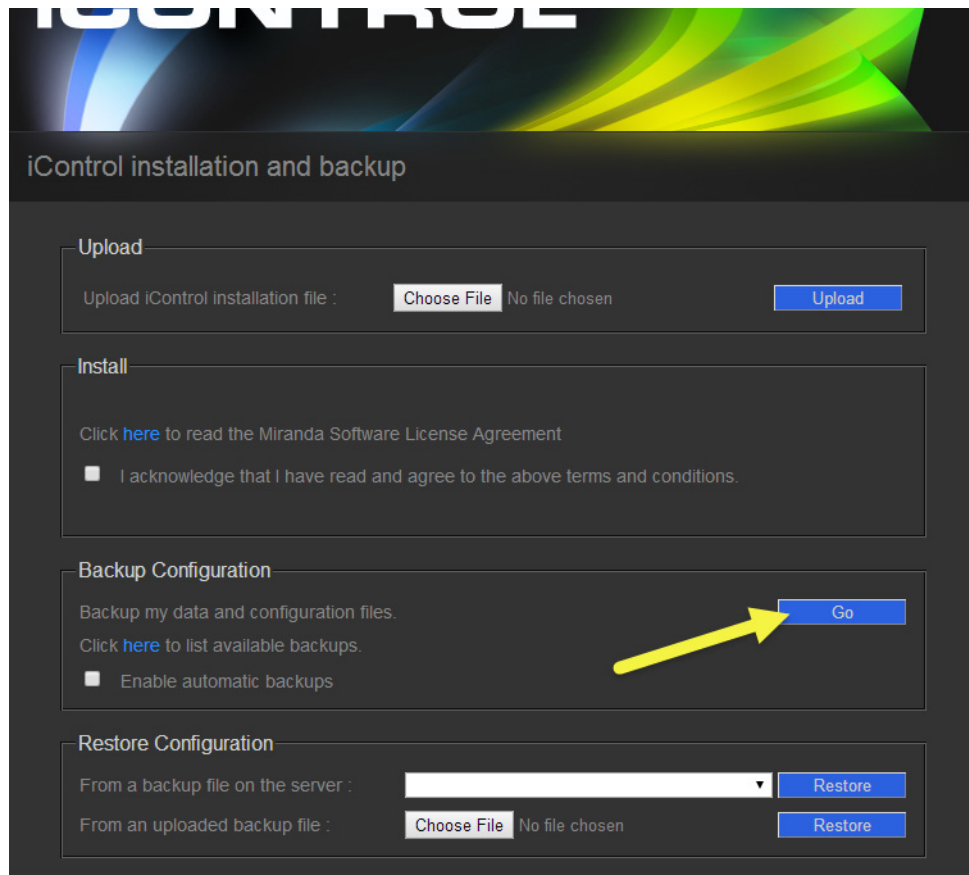 iCONTROL
iControl installation and backup
Upload
Upload iControl installation file : Choose File No file chosen Upload
Install
Click here to read the Miranda Software License Agreement
I acknowledge that I have read and agree to the above terms and conditions.
Backup Configuration
Backup my data and configuration files. Go
Click here to list available backups.
Enable automatic backups
Restore Configuration
From a backup file on the server : Restore
From an uploaded backup file : Choose File No file chosen Restore